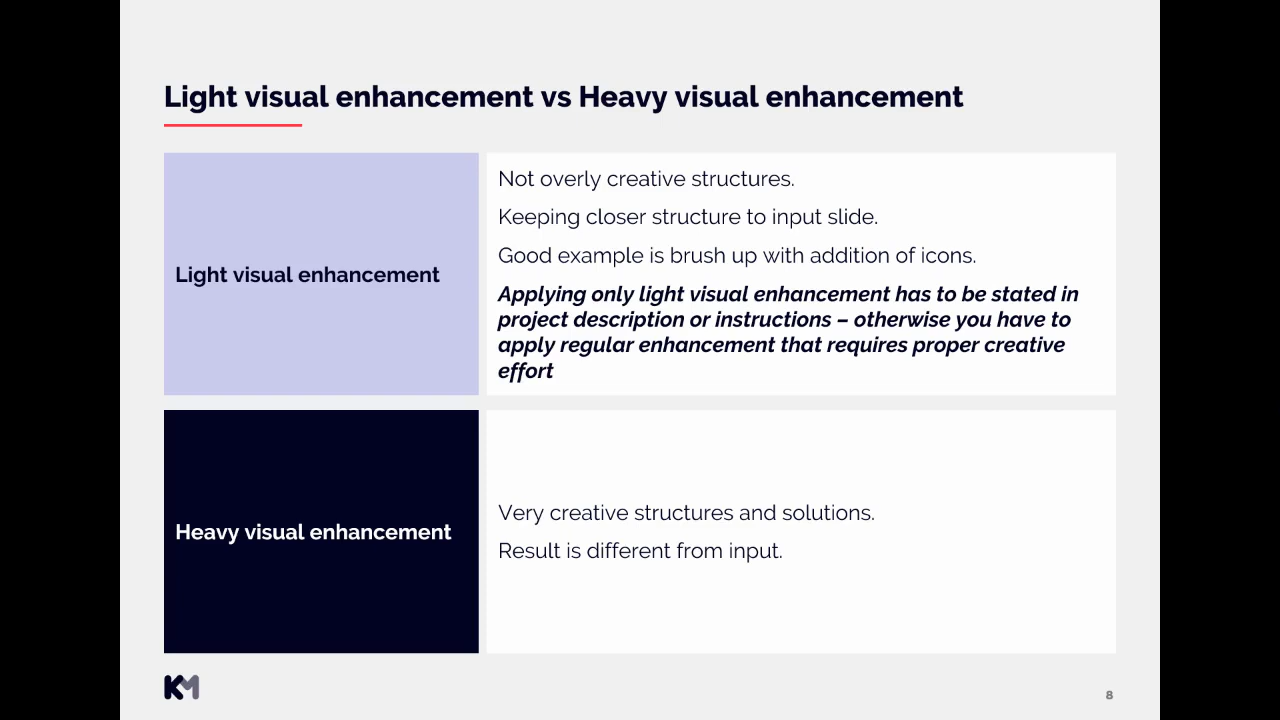 Light visual enhancement vs Heavy visual enhancement
Light visual enhancement
Not overly creative structures.
Keeping closer structure to input slide.
Good example is brush up with addition of icons.
Applying only light visual enhancement has to be stated in
project description or instructions – otherwise you have to
apply regular enhancement that requires proper creative
effort
Heavy visual enhancement
Very creative structures and solutions.
Result is different from input.
KM
8